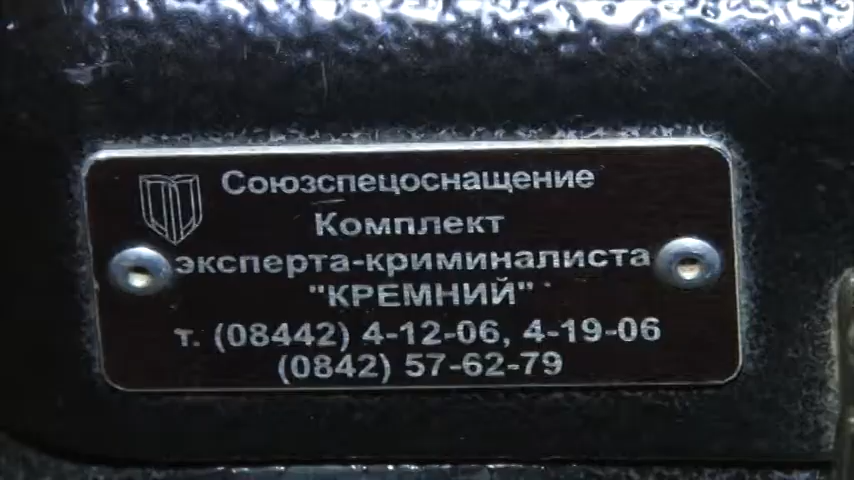 Союзспецоснащение
Комплект
эксперта-криминалиста
"КРЕМНИЙ"
т. (08442) 4-12-06, 4-19-06
(0842) 57-62-79